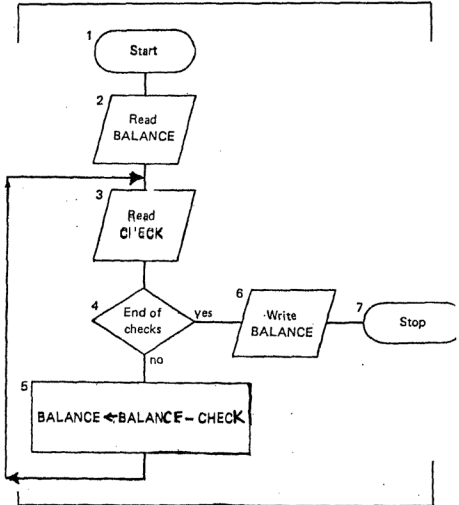 1
Start
2
Read
BALANCE
3
Read
CHECK
4
End of
checks
yes
6
Write
BALANCE
7
Stop
no
5
BALANCE ← BALANCE – CHECK